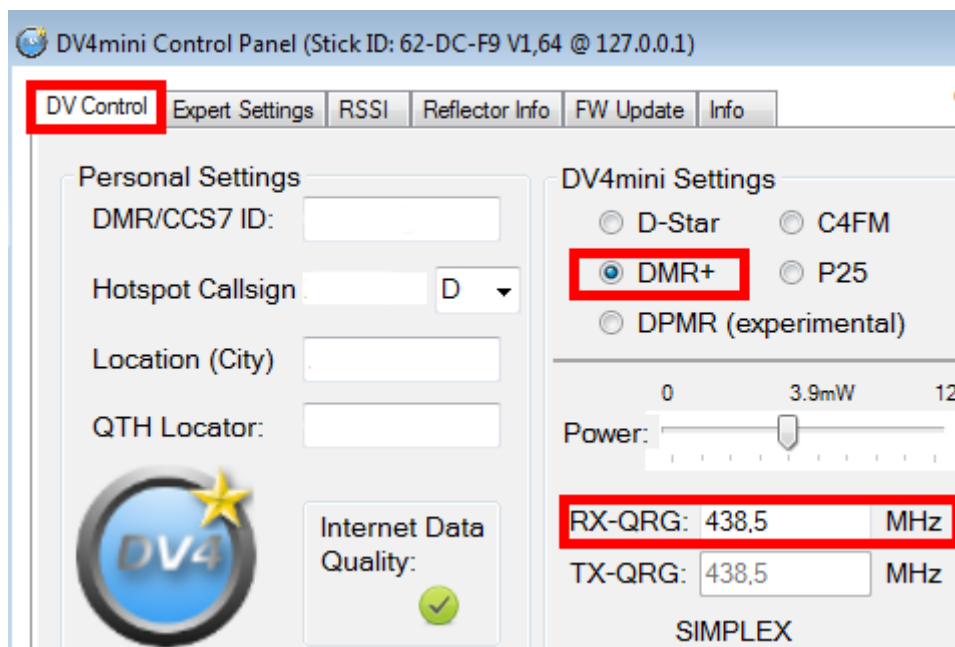 DV4mini Control Panel (Stick ID: 62-DC-F9 V1,64 @ 127.0.0.1)
DV Control Expert Settings RSSI Reflector Info FW Update Info
Personal Settings
DMR/CCS7 ID:
Hotspot Callsign D
Location (City)
QTH Locator:
DV4
Internet Data
Quality:
DV4mini Settings
D-Star C4FM
DMR+ P25
DPMR (experimental)
0 3.9mW 12
Power:
RX-QRG: 438,5 MHz
TX-QRG: 438,5 MHz
SIMPLEX